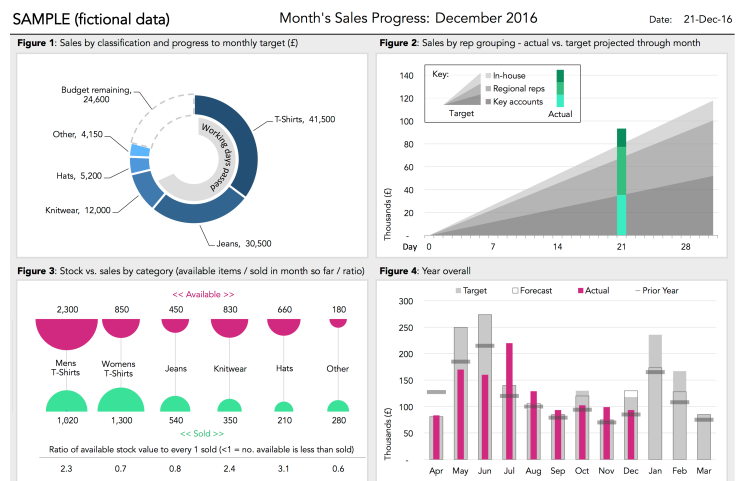 SAMPLE (fictional data)
Month's Sales Progress: December 2016
Date: 21-Dec-16
Figure 1: Sales by classification and progress to monthly target (£)
Budget remaining,
24,600
Other, 4,150
Hats, 5,200
Knitwear, 12,000
T-Shirts, 41,500
Jeans, 30,500
Working days passed
Figure 2: Sales by rep grouping - actual vs. target projected through month
Key:
In-house
Regional reps
Key accounts
Target
Actual
Thousands (£)
140
120
100
80
60
40
20
-
Day 0 7 14 21 28
Figure 3: Stock vs. sales by category (available items / sold in month so far / ratio)
<< Available >>
2,300 850 450 830 660 180
Mens
T-Shirts
Womens
T-Shirts
Jeans
Knitwear
Hats
Other
1,020 1,300 540 350 210 280
<< Sold >>
Ratio of available stock value to every 1 sold (<1 = no. available is less than sold)
2.3 0.7 0.8 2.4 3.1 0.6
Figure 4: Year overall
Target Forecast Actual Prior Year
Thousands (£)
300
250
200
150
100
50
-
Apr May Jun Jul Aug Sep Oct Nov Dec Jan Feb Mar